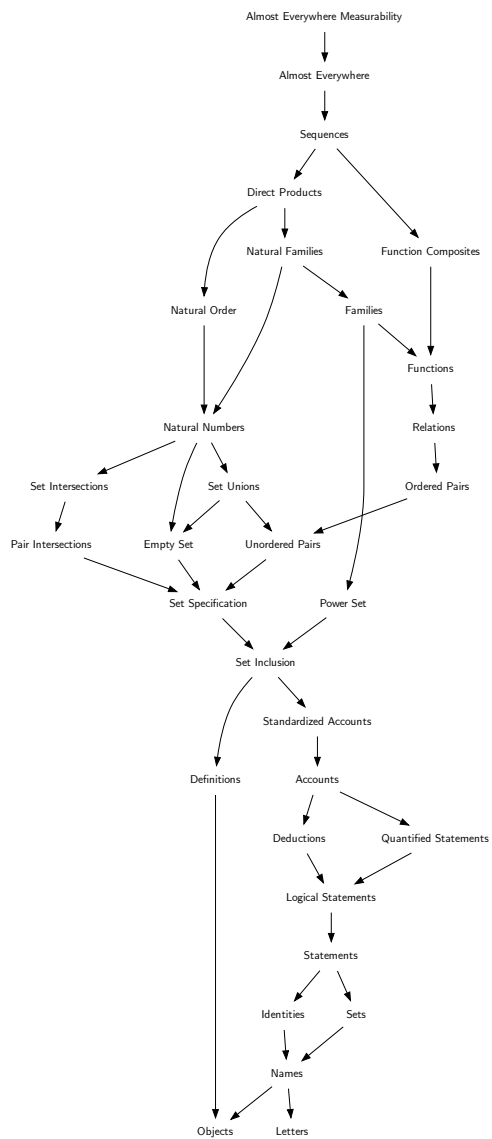 Almost Everywhere Measurability
Almost Everywhere
Sequences
Direct Products
Natural Families
Function Composites
Natural Order
Families
Functions
Natural Numbers
Relations
Set Intersections
Set Unions
Ordered Pairs
Pair Intersections
Empty Set
Unordered Pairs
Set Specification
Power Set
Set Inclusion
Standardized Accounts
Definitions
Accounts
Deductions
Quantified Statements
Logical Statements
Statements
Identities
Sets
Names
Objects
Letters